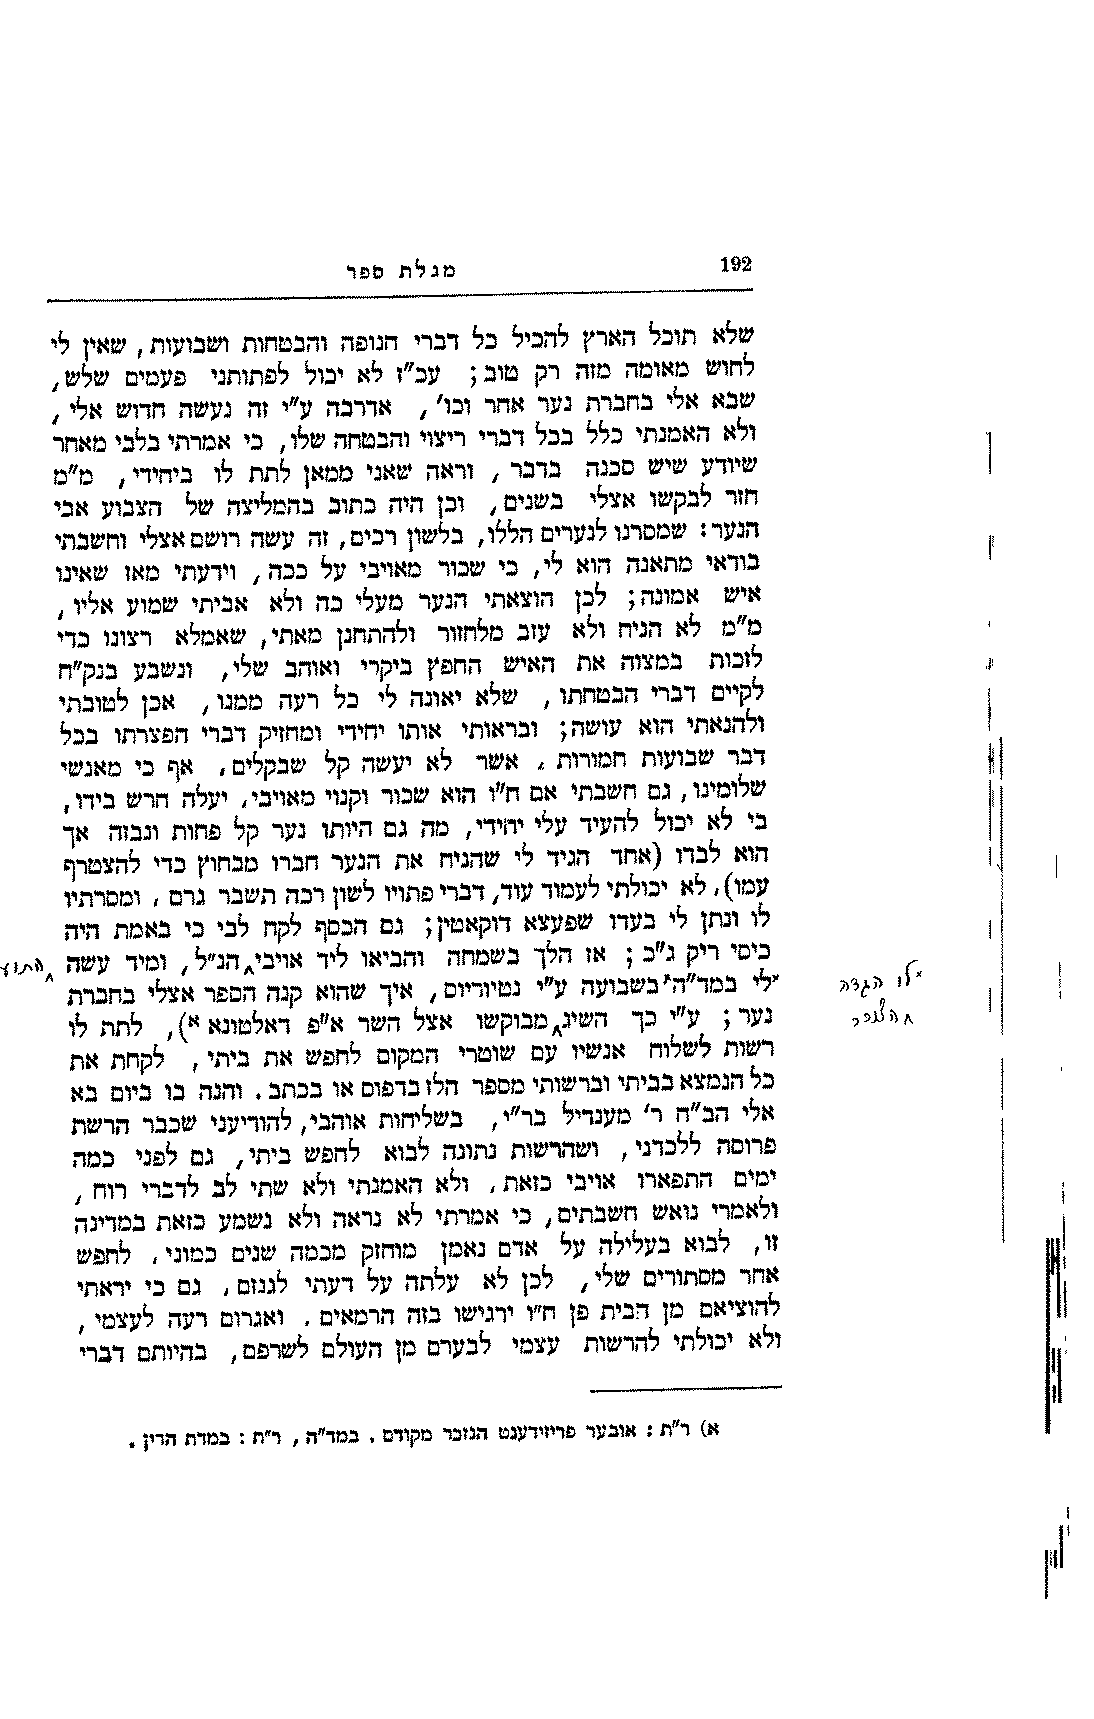 192
מגלת ספר
שלא תוכל הארץ להכיל כל דברי חנופה והבטחות ושבועות, שאין לי
לחוש מאומה מזה רק טוב; עכ"ז לא יכול לפתותני פעמים שלש,
שבא אלי בחברת נער אחר וכו', אדרבה ע"י זה נעשה חדוש אלי,
ולא האמנתי כלל בכל דברי ריצוי והבטחה שלו, כי אמרתי בלבי מאחר
שיודע שיש סכנה בדבר, וראה שאני ממאן לתת לו ביחידי, מ"מ
חזר לבקשו אצלי בשנים, וכן היה כתוב בהמליצה של הצבוע אבי
הנער: שמסרנו לנערים הללו, בלשון רבים, זה עשה רושם אצלי וחשבתי
בודאי מתאנה הוא לי, כי שכור מאויבי על ככה, וידעתי מאז שאינו
איש אמונה; לכן הוצאתי הנער מעלי בה ולא אביתי שמוע אליו,
מ"מ לא הניח ולא עזב מלחזור ולהתחנן מאתי, שאמלא רצונו כדי
לזכות במצוה את האיש החפץ ביקרי ואוהב שלי, ונשבע בנק"ח
לקיים דברי הבטחתו, שלא יאונה לי כל רעה ממנו, אכן לטובתי
ולהנאתי הוא עושה; ובראותי אותו יחידי ומחזיק דברי הפצרתו בכל
דבר שבועות חמורות, אשר לא יעשה קל שבקלים, אף כי מאנשי
שלומינו, גם חשבתי אם ח"ו הוא שכור וקנוי מאויבי, יעלה חרש בידו,
כי לא יכול להעיד עלי יחידי, מה גם היותו נער קל פחות ונבזה אך
הוא לבדו (אחד הגיד לי שהניח את הנער חברו מבחוץ כדי להצטרף
עמו), לא יכולתי לעמוד עוד, דברי פתויו לשון רכה תשבר גרם, ומסרתיו
לו ונתן לי בעדו שפעצא דוקאטין; גם הכסף לקח לבי כי באמת היה
כיסי ריק ג"כ; אז הלך בשמחה והביאו ליד אויבי הנ"ל, ומיד עשה
לי במד"ה בשבועה ע"י נטיוריום, איך שהוא קנה הספר אצלי בחברת
נער; ע"י כך השיג מבוקשו אצל השר א"פ דאלטונא א), לתת לו
רשות לשלוח אנשיו עם שוטרי המקום לחפש את ביתי, לקחת את
כל הנמצא בביתי וברשותי מספר הלז בדפוס או בכתב. והנה בו ביום בא
אלי הב"ח ר' מענדיל בר"י, בשליחות אוהבי, להודיעני שכבר הרשת
פרוסה ללכדני, ושהרשות נתונה לבוא לחפש ביתי, גם לפני כמה
ימים התפארו אויבי כזאת, ולא האמנתי ולא שתי לב לדברי רוח,
ולאמרי נואש חשבתים, כי אמרתי לא נראה ולא נשמע כזאת במדינה
זו, לבוא בעלילה על אדם נאמן מוחזק מכמה שנים כמוני, לחפש
אחר מסתורים שלי, לכן לא עלתה על דעתי לגנזם, גם כי יראתי
להוציאם מן הבית פן ח"ו ירגישו בזה הרמאים, ואגרום רעה לעצמי,
ולא יכולתי להרשות עצמי לבערם מן העולם לשרפם, בהיותם דברי
א) ר"ת: אובער פריזידענט הנזכר מקודם. במד"ה, ר"ת: במדת הדין.
לו הגדה